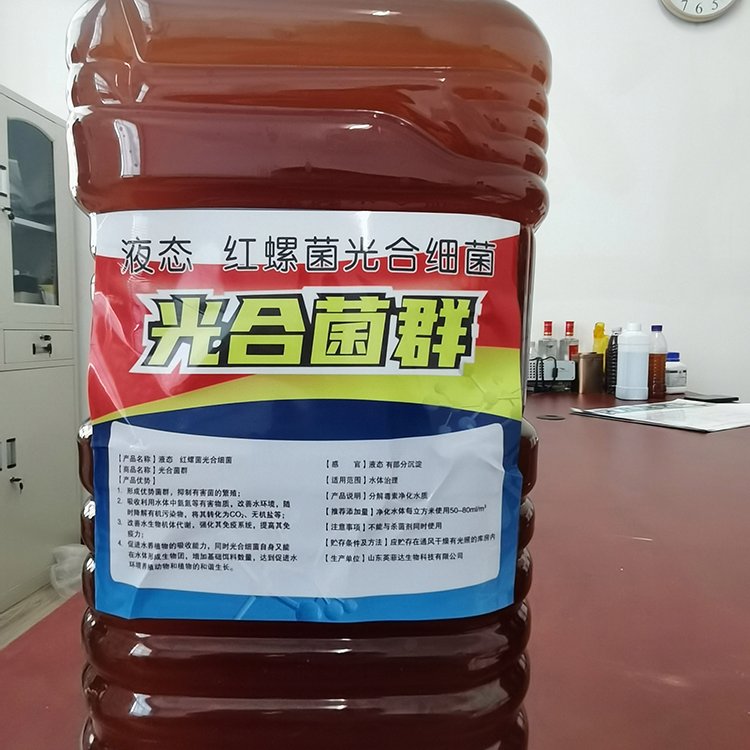 液态 红螺菌光合细菌
光合菌群
【产品名称】液态 红螺菌光合细菌
【商品名称】光合菌群
【产品优势】
1. 形成优势菌群，抑制有害菌的繁殖；
2. 吸收利用水体中氨氮等有害物质，改善水环境，随
时降解有机污染物，将其转化为CO₂、无机盐等；
3. 改善水生物机体代谢，强化其免疫系统，提高其免
疫力；
4. 促进水养殖物的吸收能力，同时光合细菌自身又能
在水体形成生物团，增加基础饵料数量，达到促进水
环境养殖动物和植物的和谐生长。
【感 官】液态 有部分沉淀
【适用范围】水体治理
【产品说明】分解毒素净化水质
【推荐添加量】净化水体每立方米使用50-80ml/m³
【注意事项】不能与杀菌剂同时使用
【贮存条件及方法】应贮存在通风干燥有光照的库房内
【生产单位】山东英菲达生物科技有限公司
7 6 5